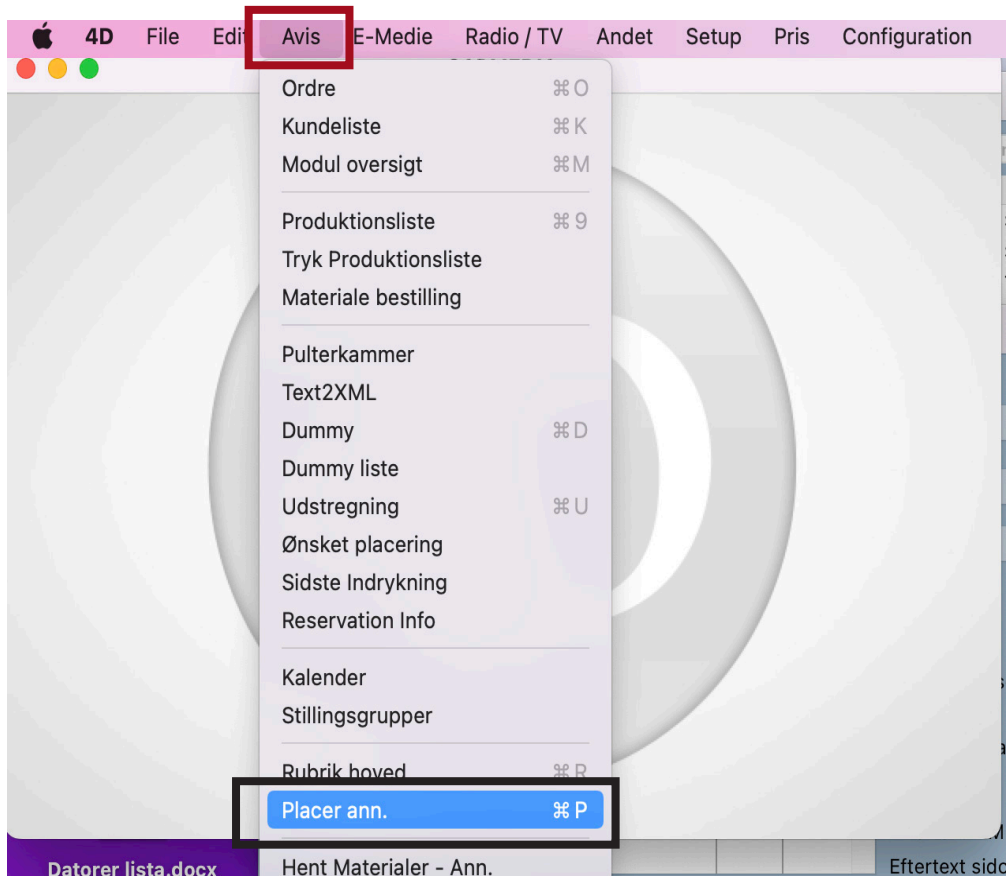 4D File Edit Avis E-Medie Radio / TV Andet Setup Pris Configuration
Ordre ⌘O
Kundeliste ⌘K
Modul oversigt ⌘M
Produktionsliste ⌘9
Tryk Produktionsliste
Materiale bestilling
Pulterkammer
Text2XML
Dummy ⌘D
Dummy liste
Udstregning ⌘U
Ønsket placering
Sidste Indrykning
Reservation Info
Kalender
Stillingsgrupper
Rubrik hoved ⌘R
Placer ann. ⌘P
Hent Materialer - Ann.
Datorer lista.docx
Eftertext sido